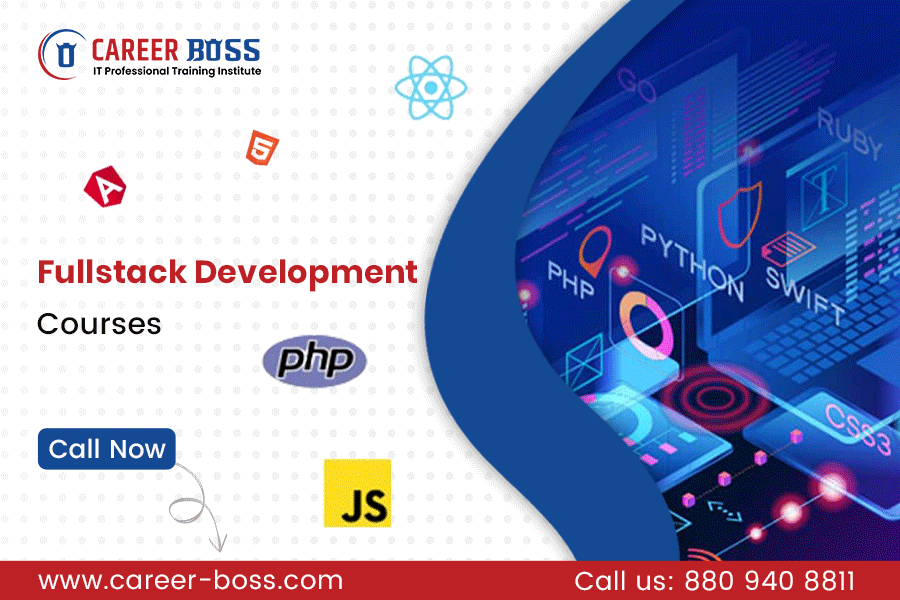 CAREER BOSS
IT Professional Training Institute
5
A
GO
RUBY
PYTHON
PHP
SWIFT
T
Fullstack Development
Courses
php
CSS3
Call Now
JS
www.career-boss.com
Call us: 880 940 8811